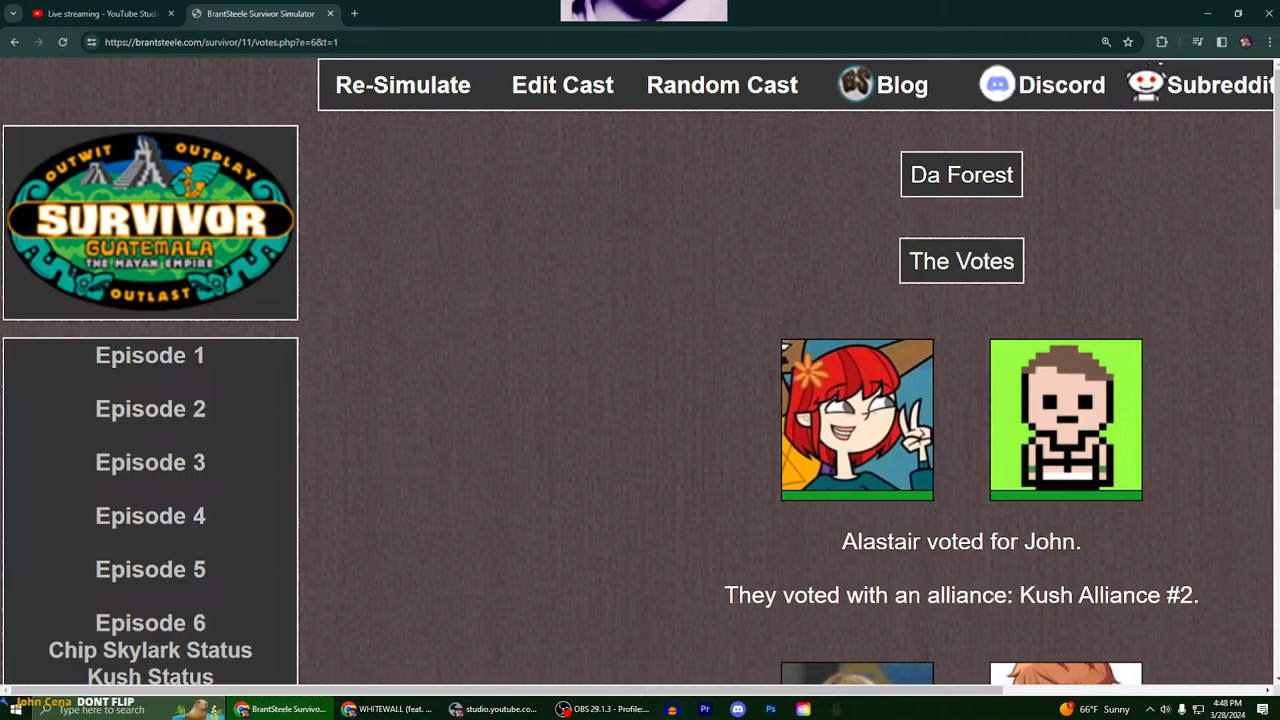 Live streaming - YouTube Studi
BrantSteele Survivor Simulator
https://brantsteele.com/survivor/11/votes.php?e=6&t=1
Re-Simulate
Edit Cast
Random Cast
Blog
Discord
Subreddit
OUTWIT OUTPLAY
SURVIVOR
GUATEMALA
THE MAYAN EMPIRE
OUTLAST
Da Forest
The Votes
Episode 1
Episode 2
Episode 3
Episode 4
Episode 5
Episode 6
Chip Skylark Status
Kush Status
Alastair voted for John.
They voted with an alliance: Kush Alliance #2.
John Cena DONT FLIP
Type here to search
BrantSteele Survivo...
WHITEWALL (feat. ...
studio.youtube.co...
OBS 29.1.3 - Profile:...
66°F Sunny
4:48 PM
3/28/2024